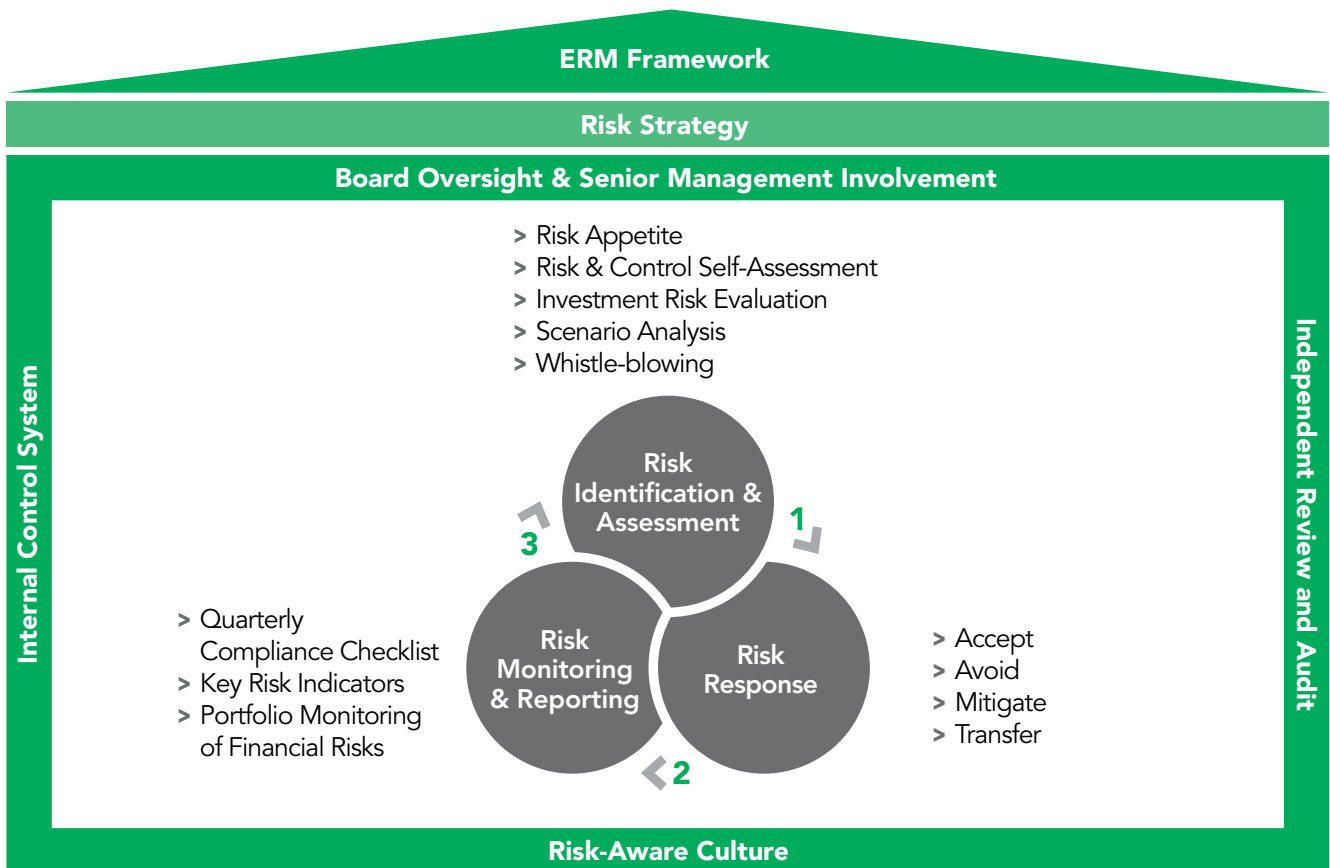 ERM Framework
Risk Strategy
Board Oversight & Senior Management Involvement
Internal Control System
> Risk Appetite
> Risk & Control Self-Assessment
> Investment Risk Evaluation
> Scenario Analysis
> Whistle-blowing
Risk
Identification &
Assessment
1
3
> Quarterly
Compliance Checklist
> Key Risk Indicators
> Portfolio Monitoring
of Financial Risks
Risk
Monitoring
& Reporting
Risk
Response
> Accept
> Avoid
> Mitigate
> Transfer
2
Independent Review and Audit
Risk-Aware Culture